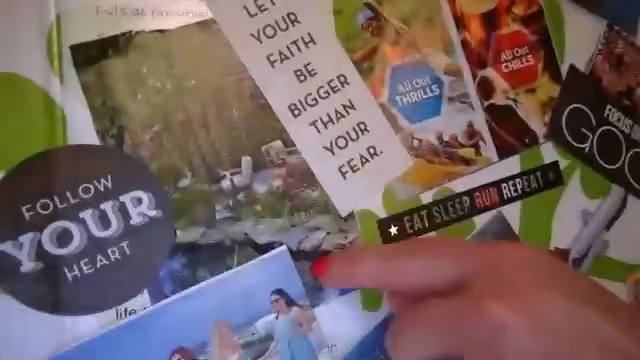 LET
YOUR
FAITH
BE
BIGGER
THAN
YOUR
FEAR.
All Out
THRILLS
All Out
CHILLS
FOCUS
GOO
FOLLOW
YOUR
HEART
EAT SLEEP RUN REPEAT
life